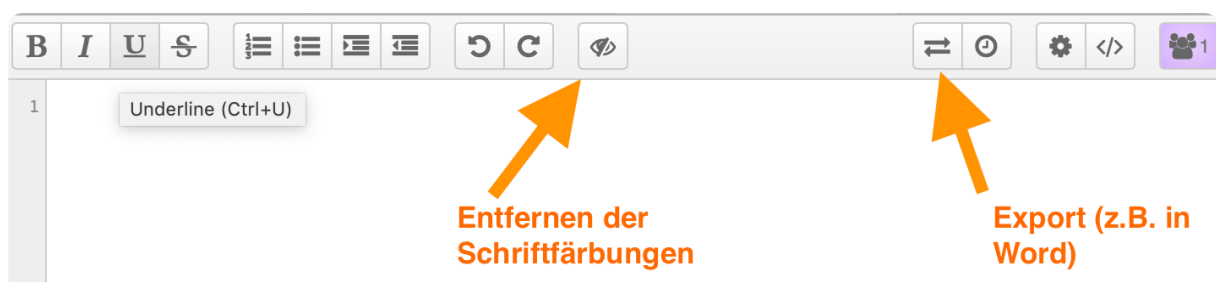 B I U S </> 1
1
Underline (Ctrl+U)
Entfernen der
Schriftfärbungen
Export (z.B. in
Word)